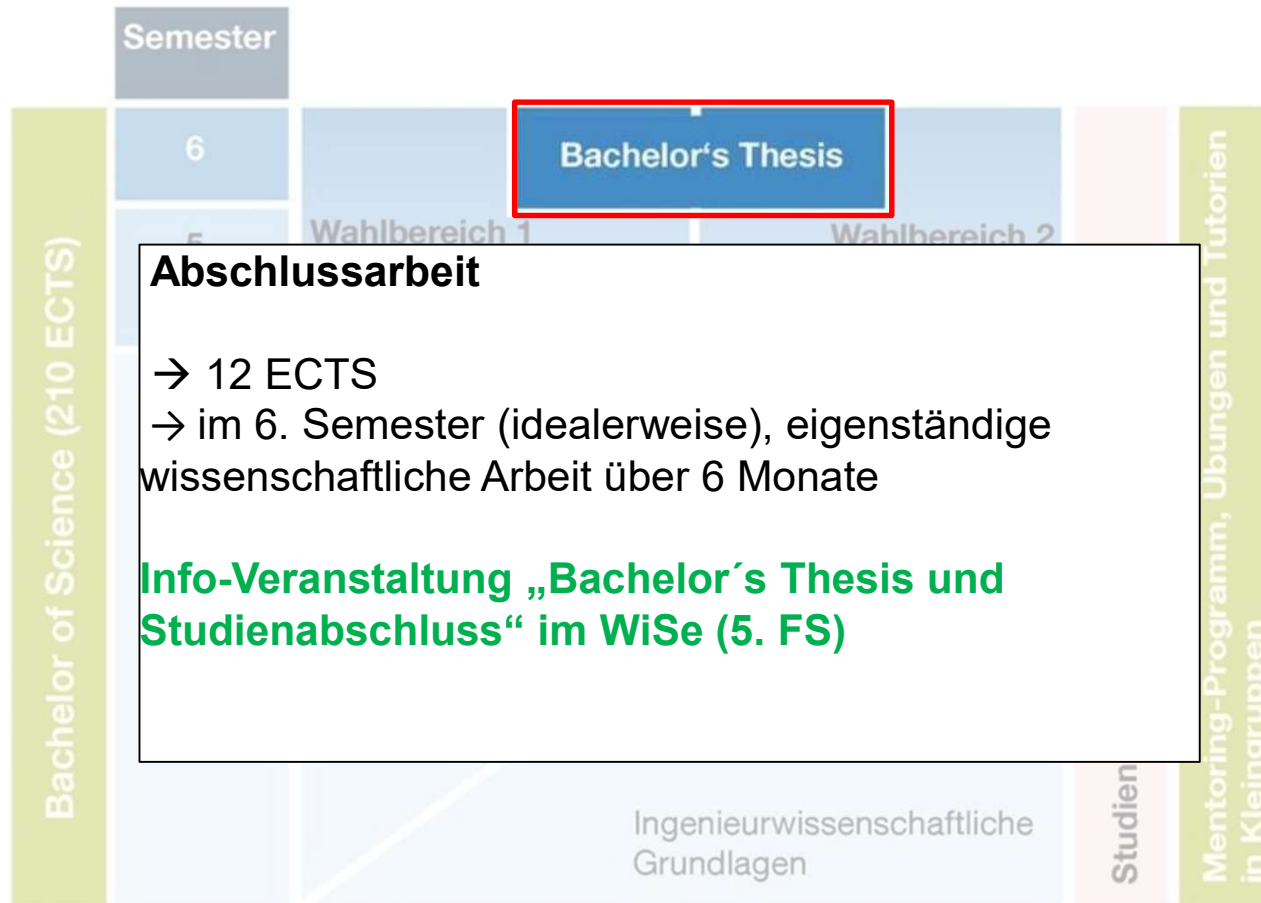 Semester
6
Bachelor's Thesis
Wahlbereich 1
Wahlbereich 2
5
Abschlussarbeit
→ 12 ECTS
→ im 6. Semester (idealerweise), eigenständige
wissenschaftliche Arbeit über 6 Monate
Info-Veranstaltung „Bachelor´s Thesis und
Studienabschluss“ im WiSe (5. FS)
Ingenieurwissenschaftliche
Grundlagen
Bachelor of Science (210 ECTS)
Studien
Mentoring-Programm, Übungen und Tutorien
in Kleingruppen